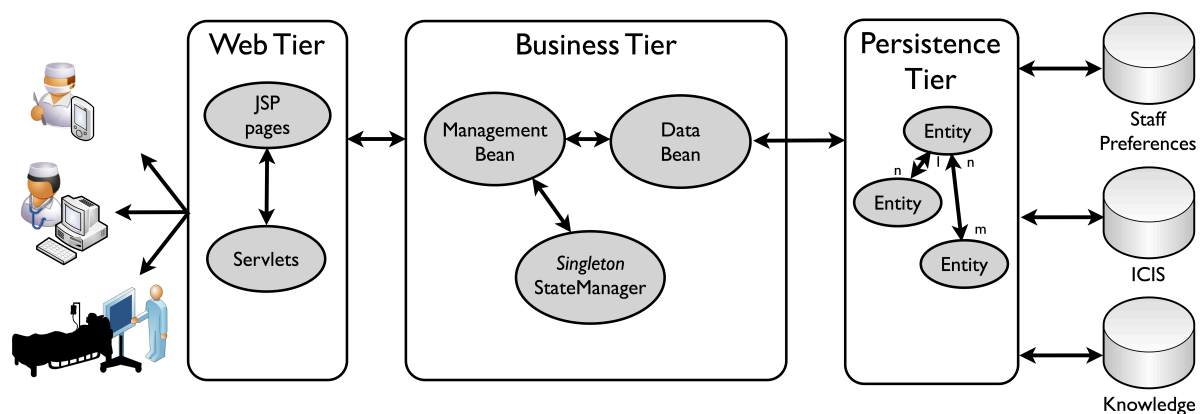 Web Tier
JSP
pages
Servlets
Business Tier
Management
Bean
Data
Bean
Singleton
StateManager
Persistence
Tier
Entity
n
1
n
Entity
m
Entity
Staff
Preferences
ICIS
Knowledge